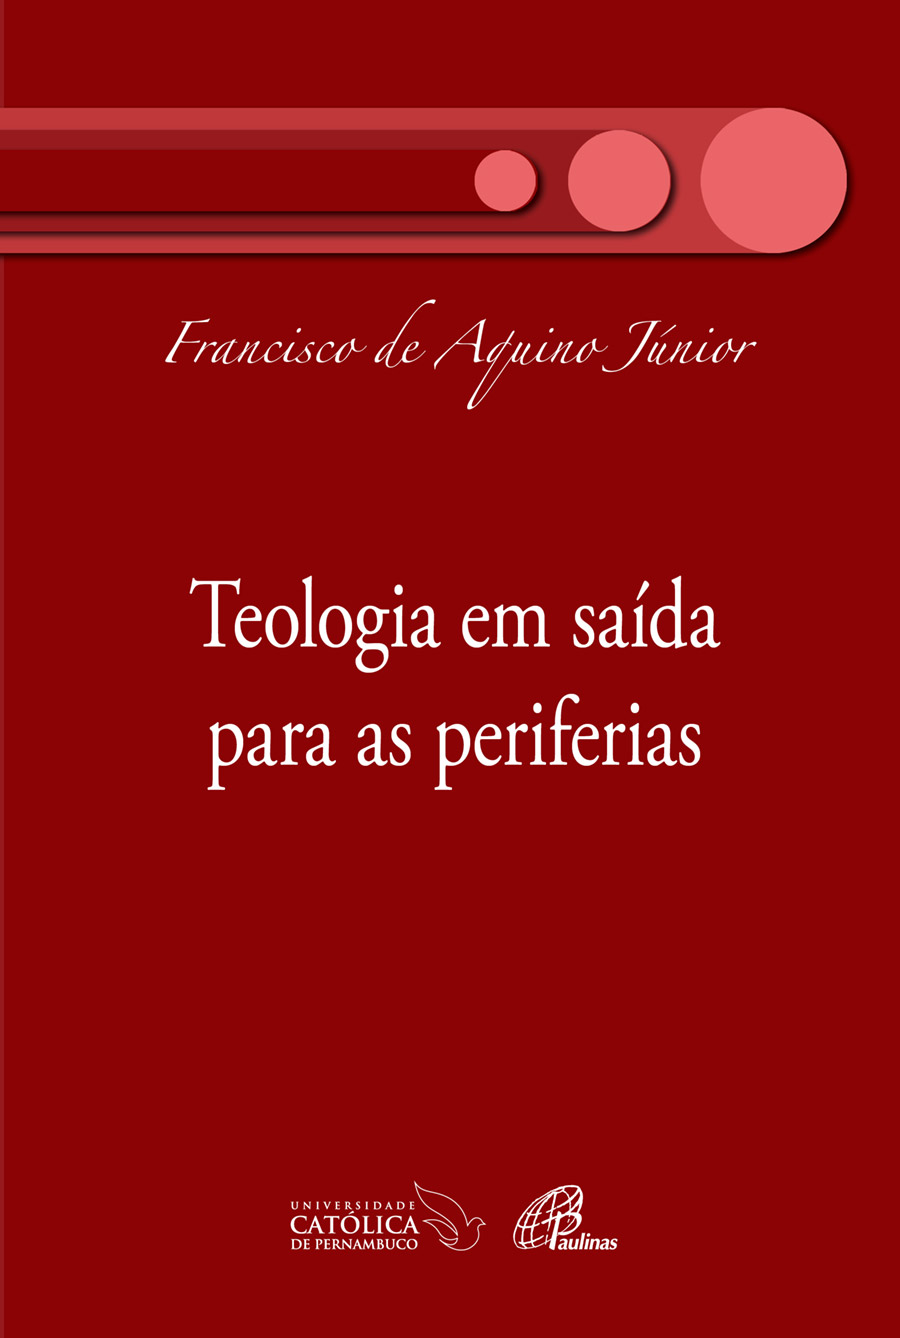 Francisco de Aquino Júnior
Teologia em saída
para as periferias
UNIVERSIDADE
CATÓLICA
DE PERNAMBUCO
Paulinas